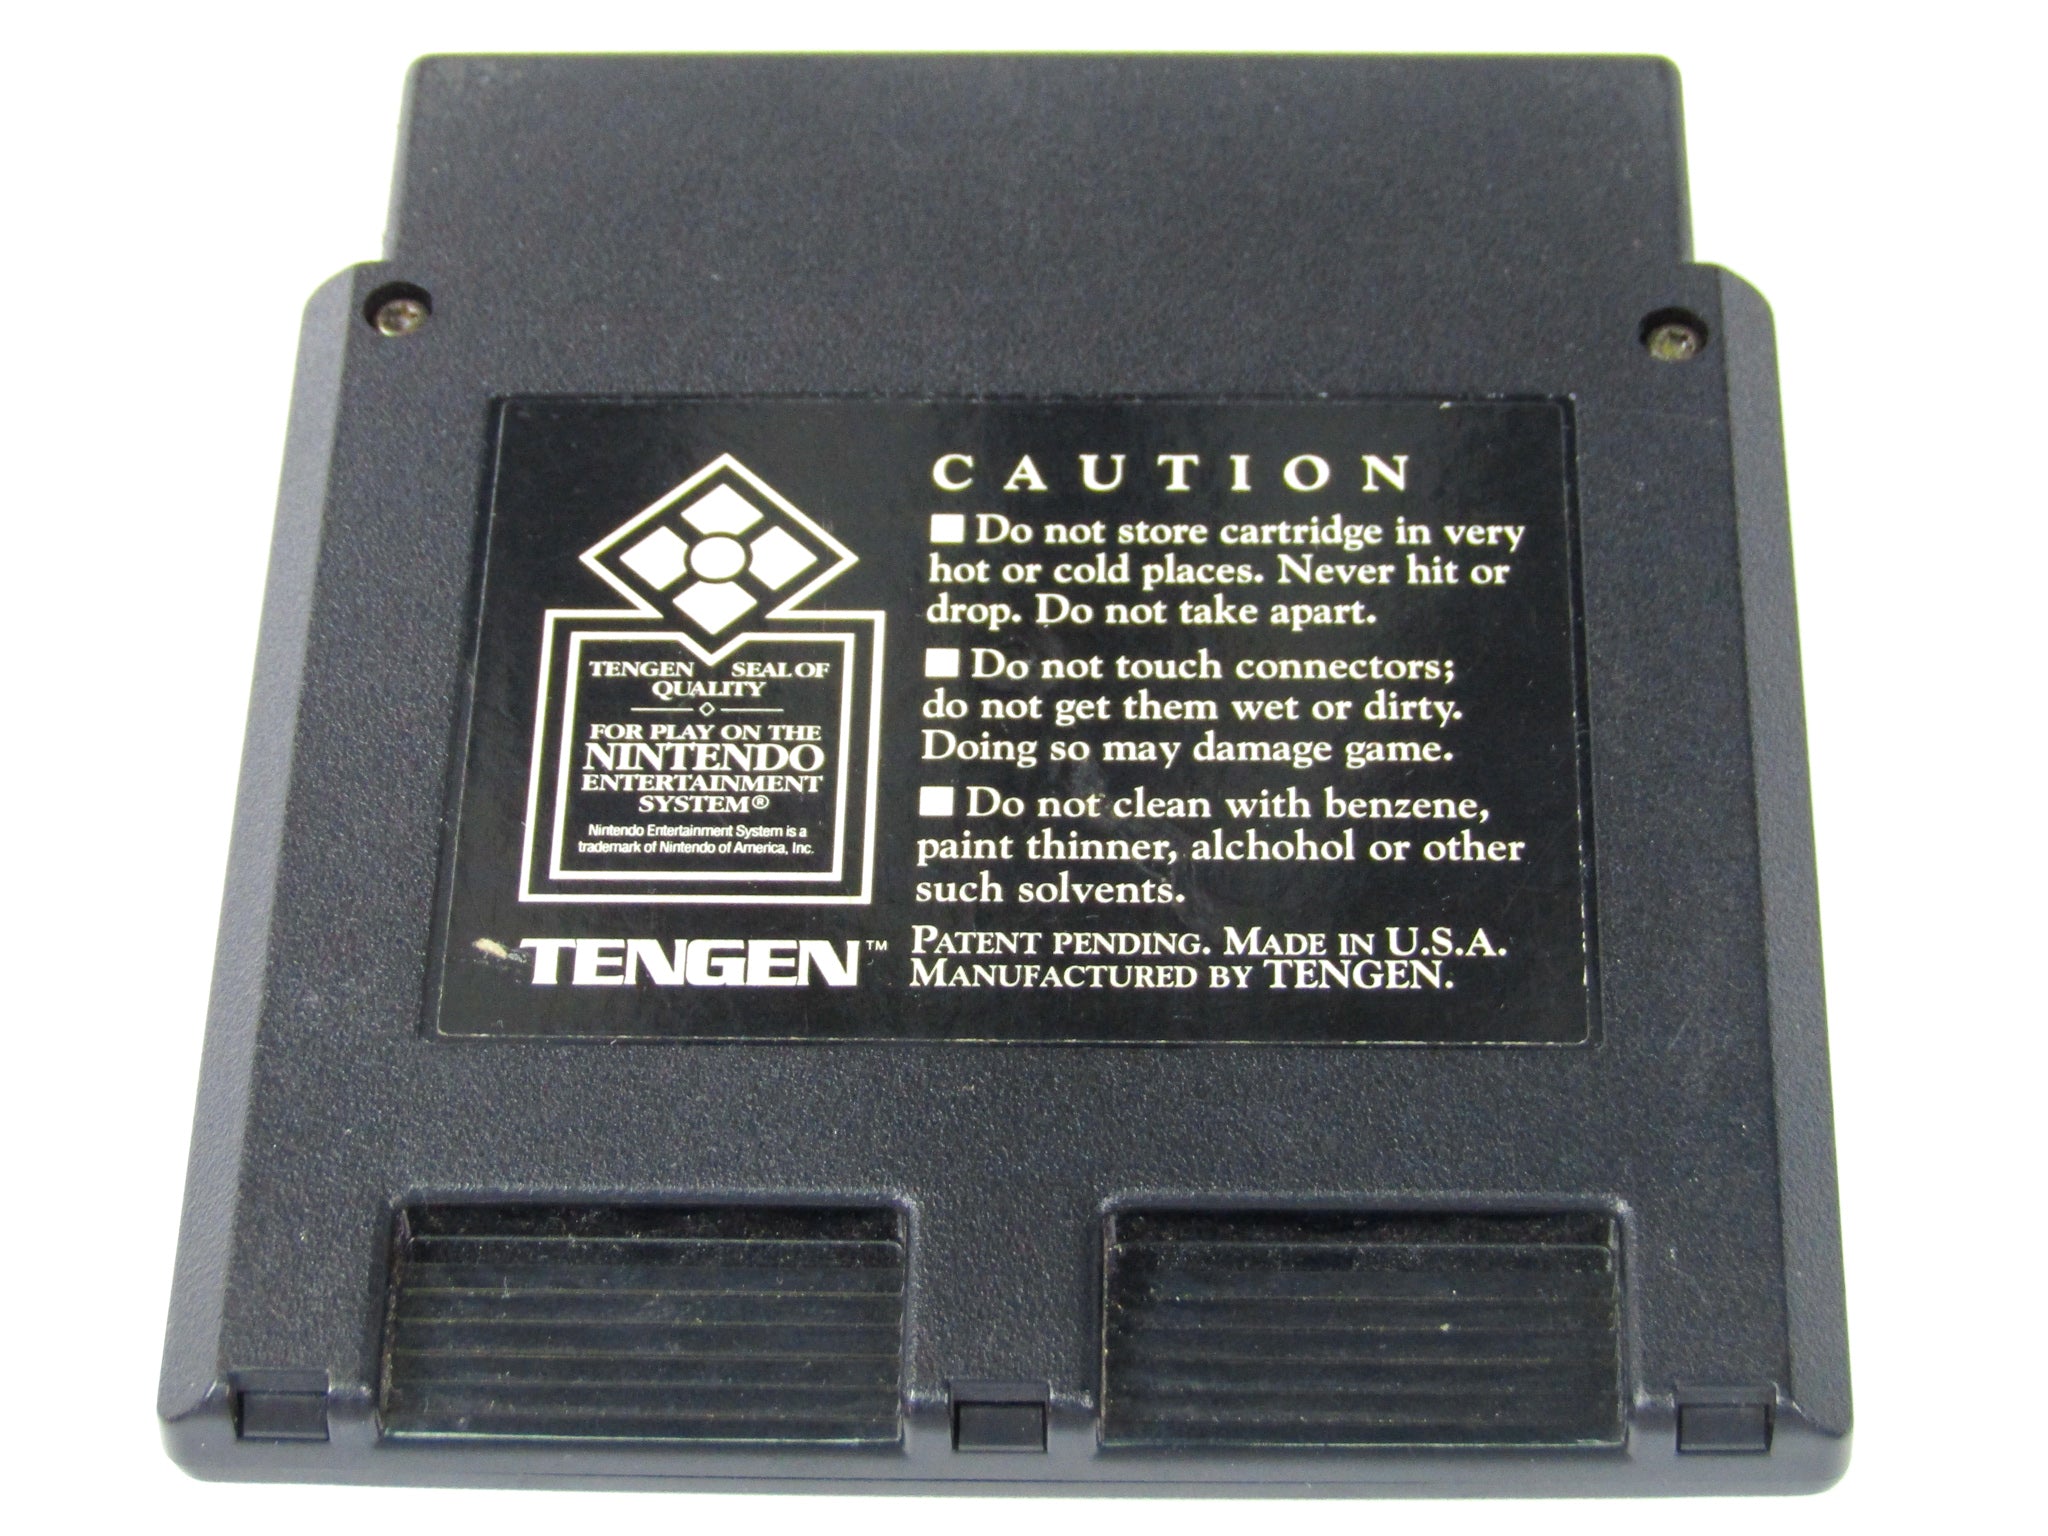 TENGEN SEAL OF
QUALITY
FOR PLAY ON THE
NINTENDO
ENTERTAINMENT
SYSTEM®
Nintendo Entertainment System is a
trademark of Nintendo of America, Inc.
TENGEN™
CAUTION
■ Do not store cartridge in very
hot or cold places. Never hit or
drop. Do not take apart.
■ Do not touch connectors;
do not get them wet or dirty.
Doing so may damage game.
■ Do not clean with benzene,
paint thinner, alchohol or other
such solvents.
PATENT PENDING. MADE IN U.S.A.
MANUFACTURED BY TENGEN.